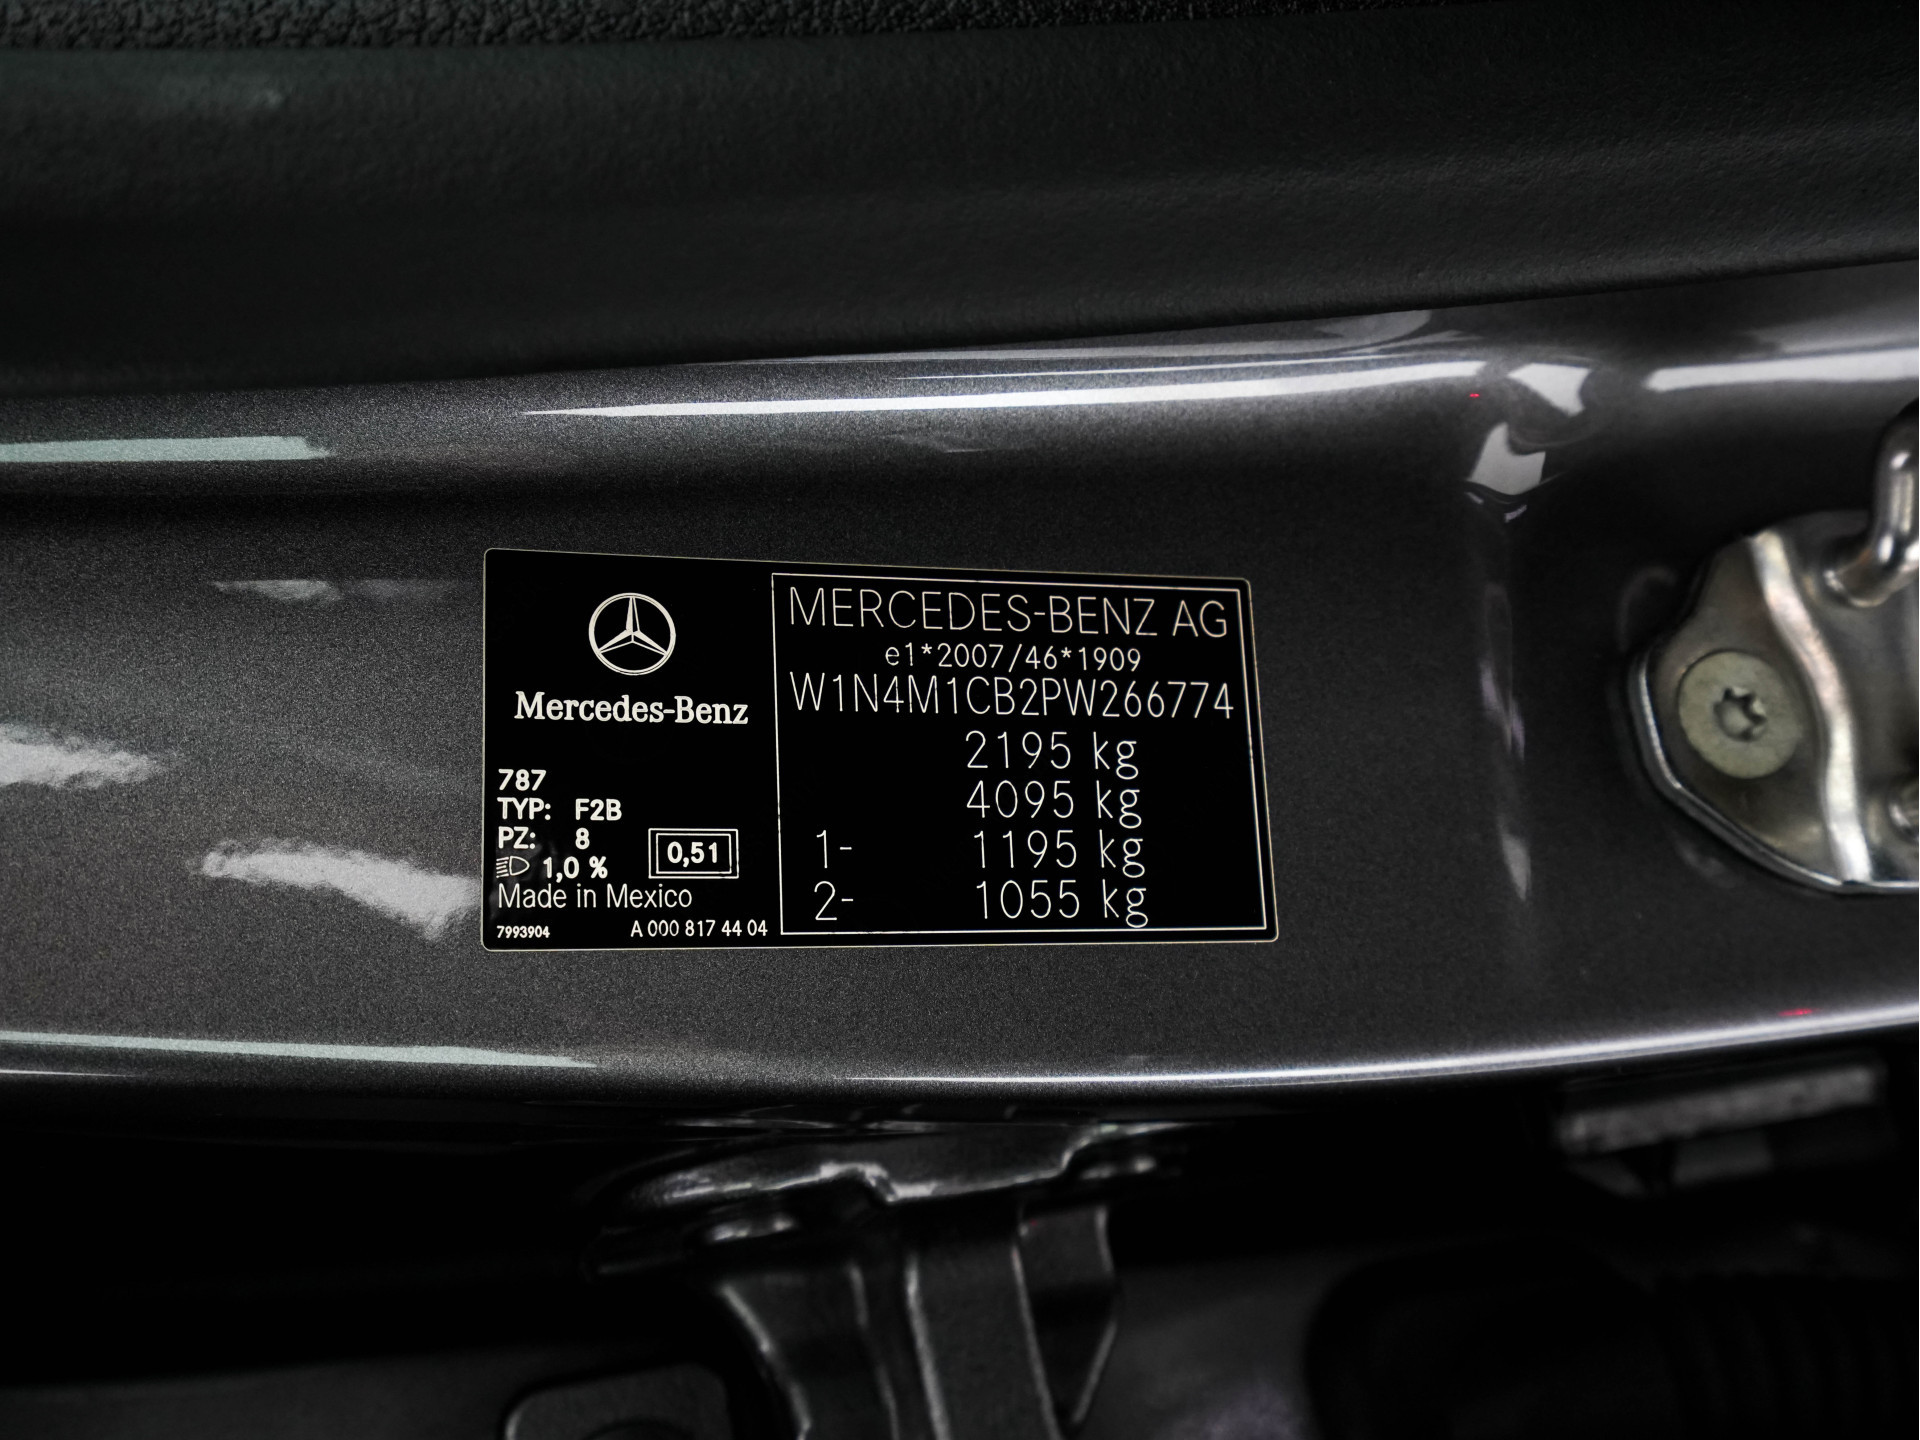 Mercedes-Benz
787
TYP: F2B
PZ: 8
1,0 %
0,51
Made in Mexico
7993904
A 000 817 44 04
MERCEDES-BENZ AG
e1*2007/46*1909
W1N4M1CB2PW266774
2195 kg
4095 kg
1- 1195 kg
2- 1055 kg